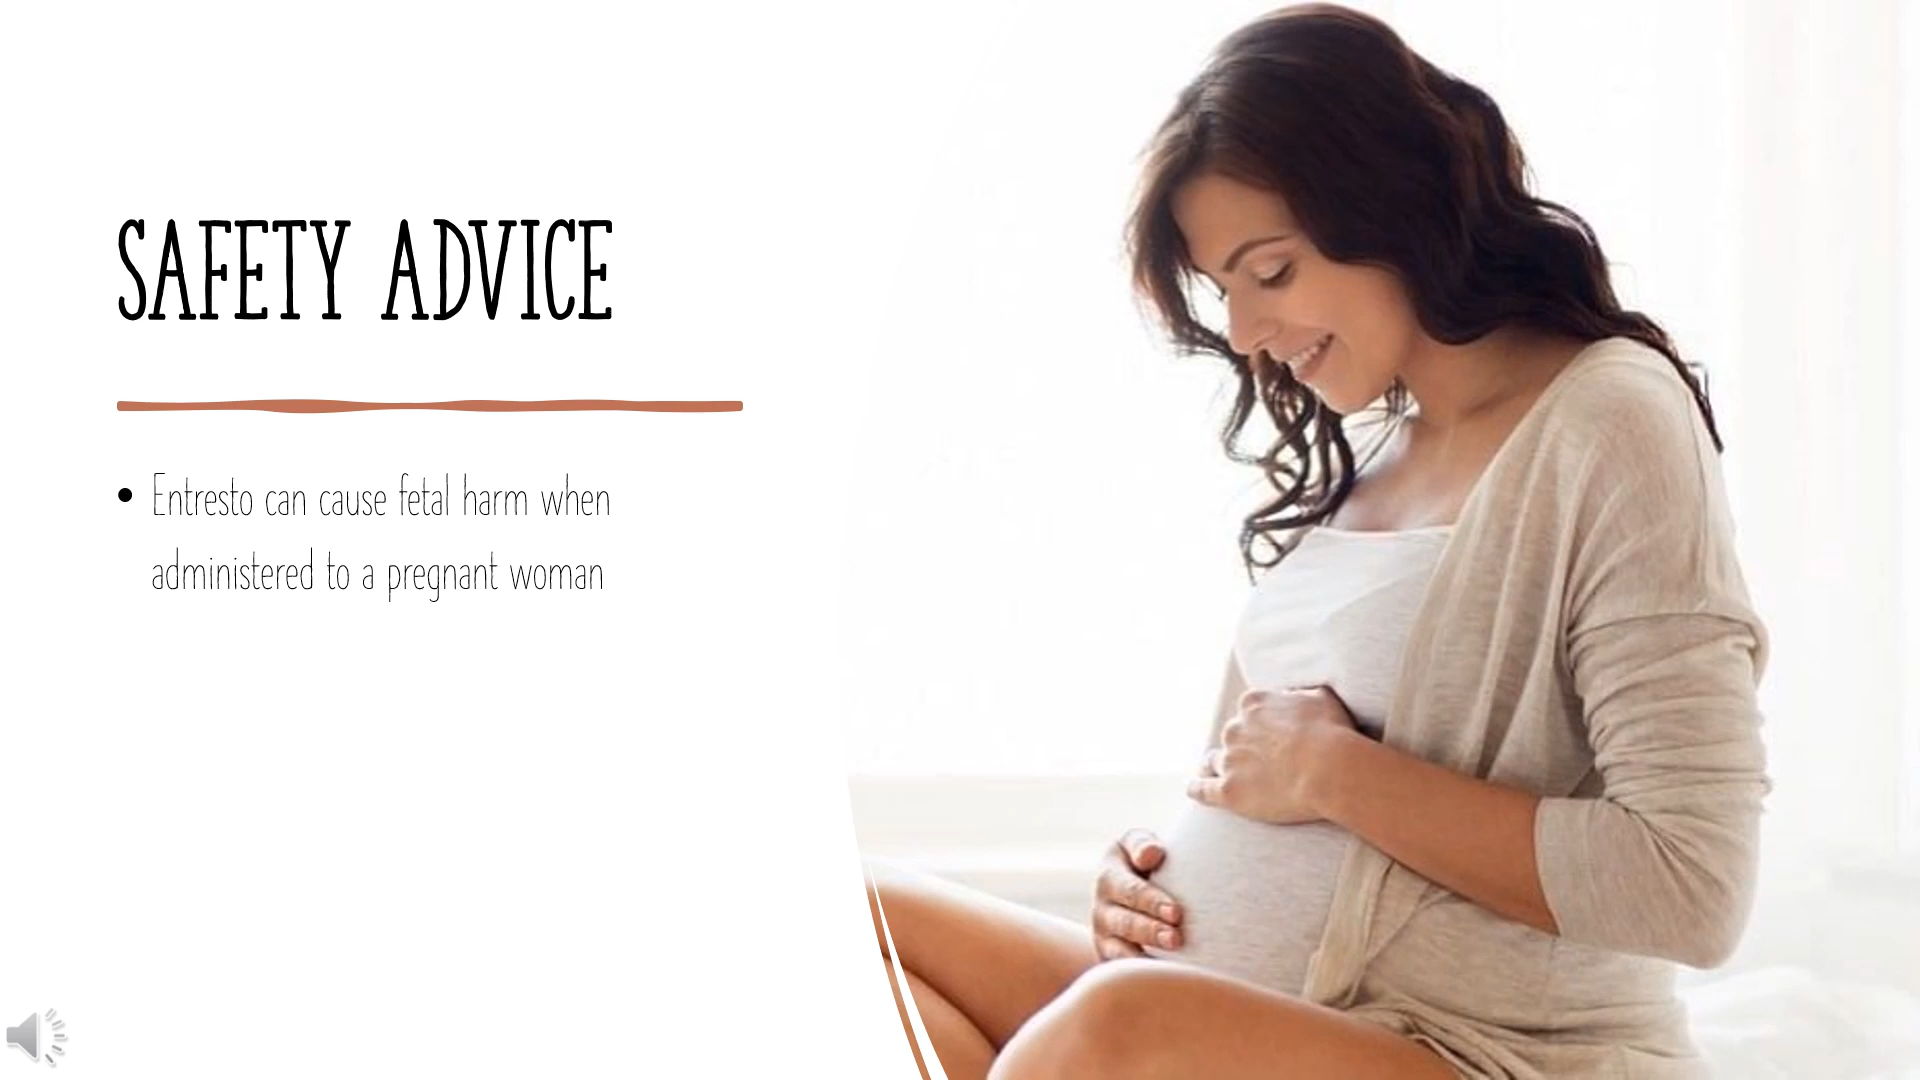 SAFETY ADVICE
• Entresto can cause fetal harm when
administered to a pregnant woman